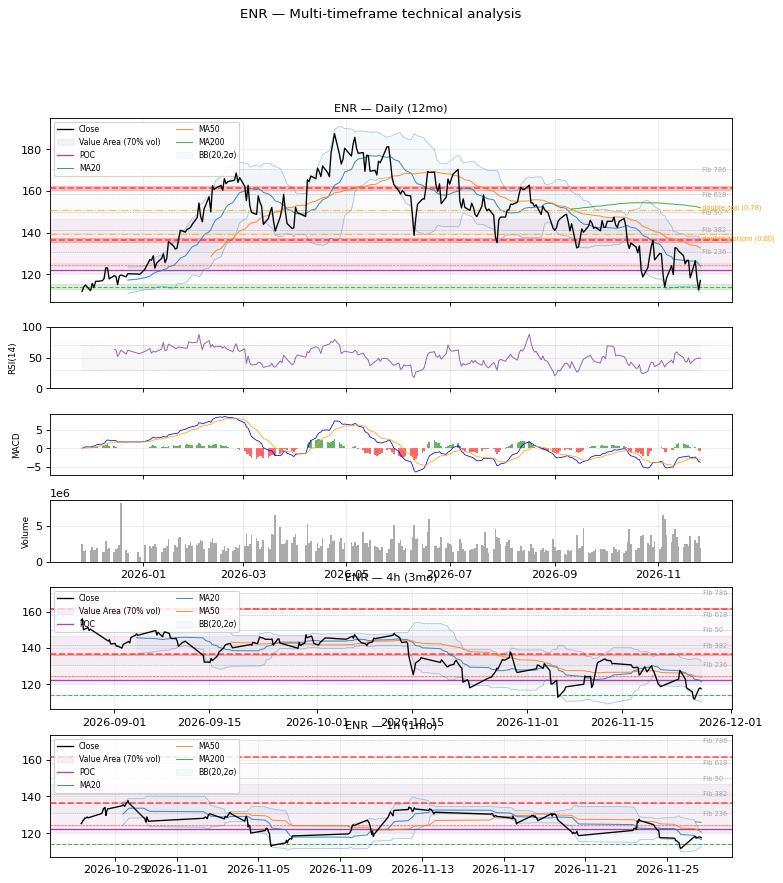 ENR — Multi-timeframe technical analysis
ENR — Daily (12mo)
Close
Value Area (70% vol)
POC
MA20
MA50
MA200
BB(20,2σ)
180
160
140
120
Fib 786
Fib 618
double_top (0.78)
Fib 50
Fib 382
Fib 236
100
50
0
RSI(14)
5
0
−5
MACD
1e6
5
0
Volume
2026-01
2026-03
2026-05
2026-07
2026-09
2026-11
ENR — 4h (3mo)
Close
Value Area (70% vol)
POC
MA20
MA50
BB(20,2σ)
160
140
120
Fib 786
Fib 618
Fib 50
Fib 382
Fib 236
2026-09-01
2026-09-15
2026-10-01
2026-10-15
2026-11-01
2026-11-15
2026-12-01
ENR — 1h (1mo)
Close
Value Area (70% vol)
POC
MA20
MA50
MA200
BB(20,2σ)
160
140
120
Fib 786
Fib 618
Fib 50
Fib 382
Fib 236
2026-10-29
2026-11-01
2026-11-05
2026-11-09
2026-11-13
2026-11-17
2026-11-21
2026-11-25